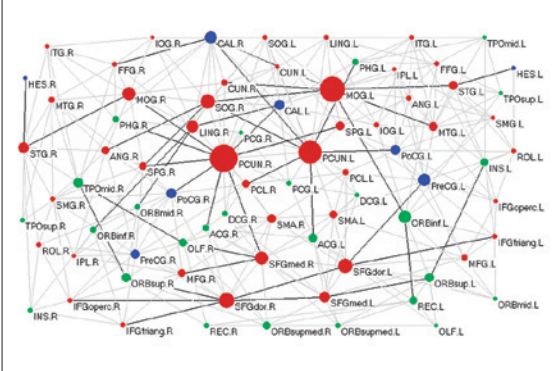 IOG.R
CAL.R
SOG.L
LING.L
ITG.L
TPOmid.L
ITG.R
FFG.R
CUN.L
PHG.L
IPL.L
FFG.L
HES.L
HES.R
CUN.R
MOG.L
STG.L
TPOsup.L
MTG.R
MOG.R
SOG.R
CAL.L
ANG.L
SMG.L
PHG.R
LING.R
PCG.R
SPG.L
IOG.L
MTG.L
STG.R
ANG.R
SPG.R
PCUN.R
PCUN.L
PoCG.L
INS.L
ROL.L
TPOmid.R
PoCG.R
PCL.R
PCG.L
PCL.L
PreCG.L
SMG.R
ORBmid.R
DCG.R
SMA.R
SMA.L
DCG.L
ORBinf.L
IFGoperc.L
TPOsup.R
ORBinf.R
ACG.R
ACG.L
IFGtriang.L
ROL.R
IPL.R
PreCG.R
OLF.R
SFGmed.R
SFGdor.L
MFG.L
ORBsup.R
MFG.R
ORBsup.L
INS.R
IFGoperc.R
SFGdor.R
SFGmed.L
REC.L
ORBmid.L
IFGtriang.R
REC.R
ORBsupmed.R
ORBsupmed.L
OLF.L